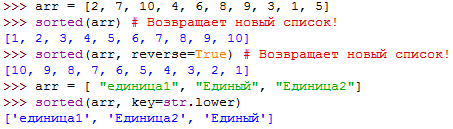 >>> arr = [2, 7, 10, 4, 6, 8, 9, 3, 1, 5]
>>> sorted(arr) # Возвращает новый список!
[1, 2, 3, 4, 5, 6, 7, 8, 9, 10]
>>> sorted(arr, reverse=True) # Возвращает новый список!
[10, 9, 8, 7, 6, 5, 4, 3, 2, 1]
>>> arr = [ "единица1", "Единый", "Единица2"]
>>> sorted(arr, key=str.lower)
['единица1', 'Единица2', 'Единый']